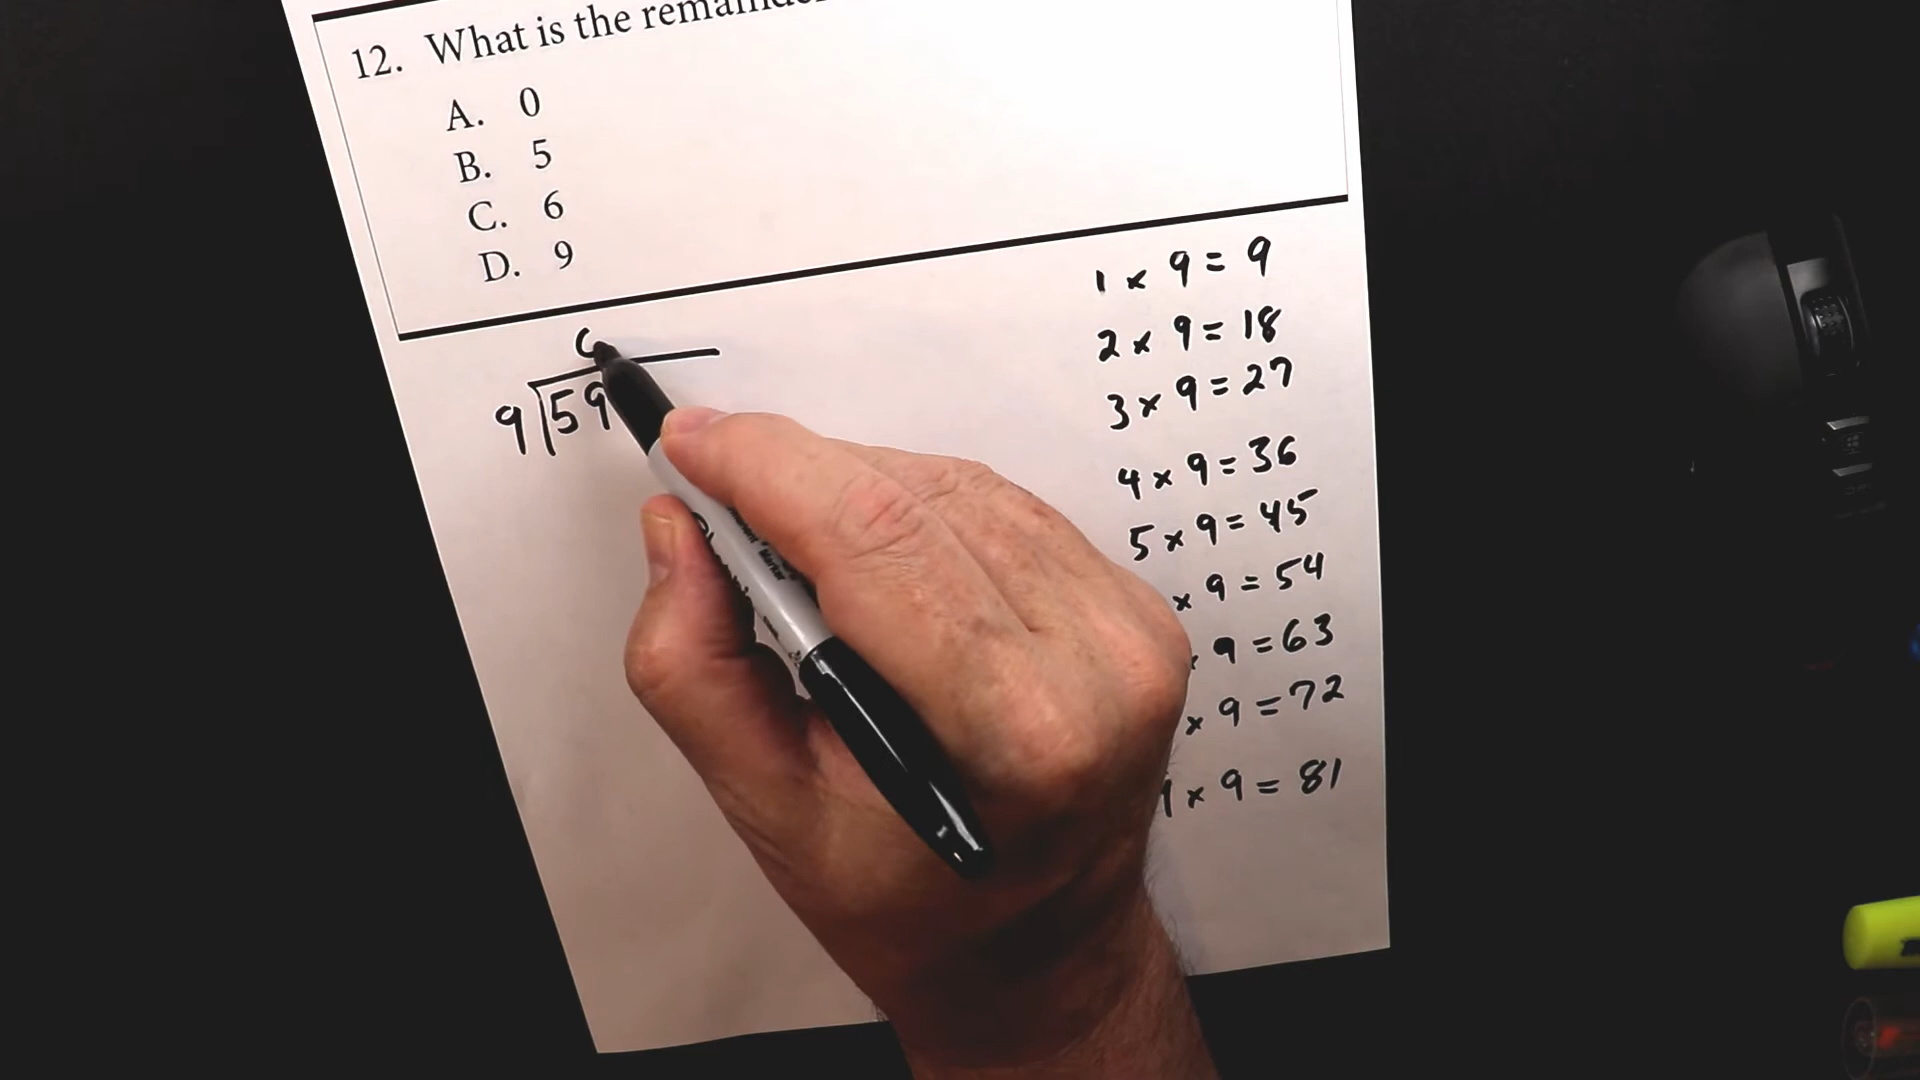 12. What is the remainder
A. 0
B. 5
C. 6
D. 9
9 59
1 x 9 = 9
2 x 9 = 18
3 x 9 = 27
4 x 9 = 36
5 x 9 = 45
x 9 = 54
9 = 63
x 9 = 72
x 9 = 81